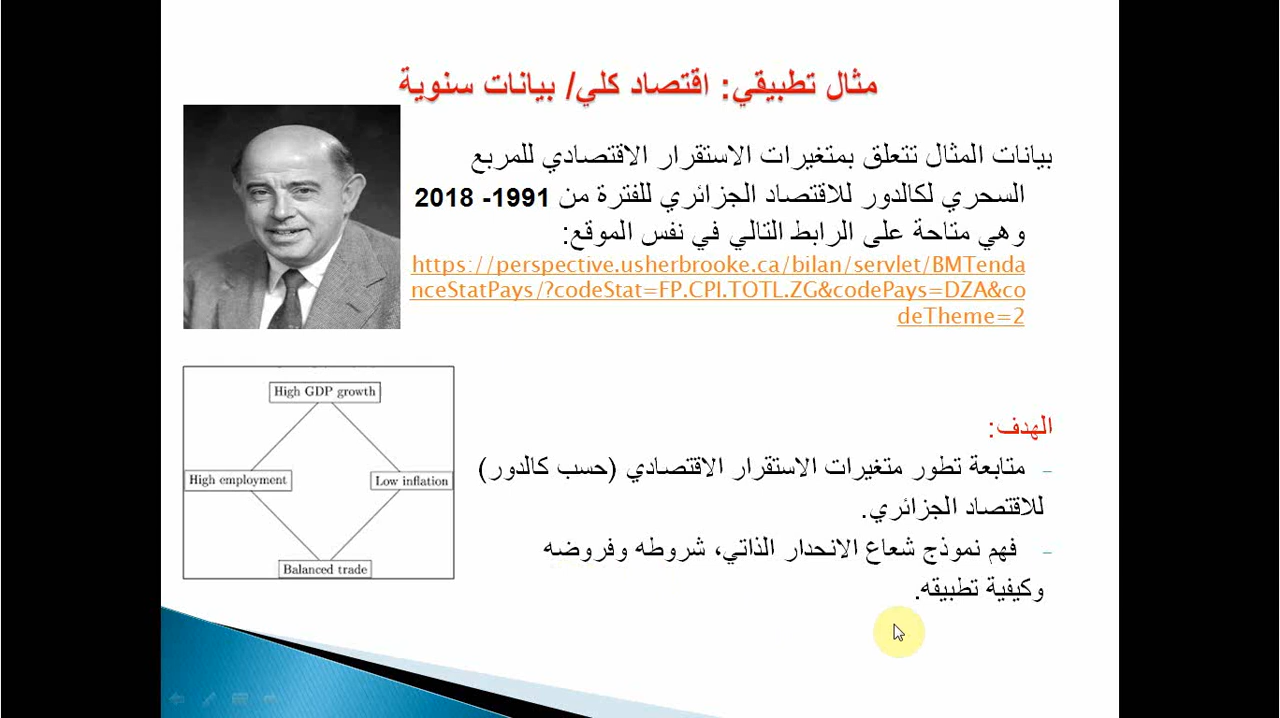 مثال تطبيقي: اقتصاد كلي/ بيانات سنوية
بيانات المثال تتعلق بمتغيرات الاستقرار الاقتصادي للمربع
السحري لكالدور للاقتصاد الجزائري للفترة من 1991- 2018
وهي متاحة على الرابط التالي في نفس الموقع:
https://perspective.usherbrooke.ca/bilan/servlet/BMTenda
nceStatPays/?codeStat=FP.CPI.TOTL.ZG&codePays=DZA&co
deTheme=2
High GDP growth
High employment
Low inflation
Balanced trade
الهدف:
- متابعة تطور متغيرات الاستقرار الاقتصادي (حسب كالدور)
للاقتصاد الجزائري.
- فهم نموذج شعاع الانحدار الذاتي، شروطه وفروضه
وكيفية تطبيقه.